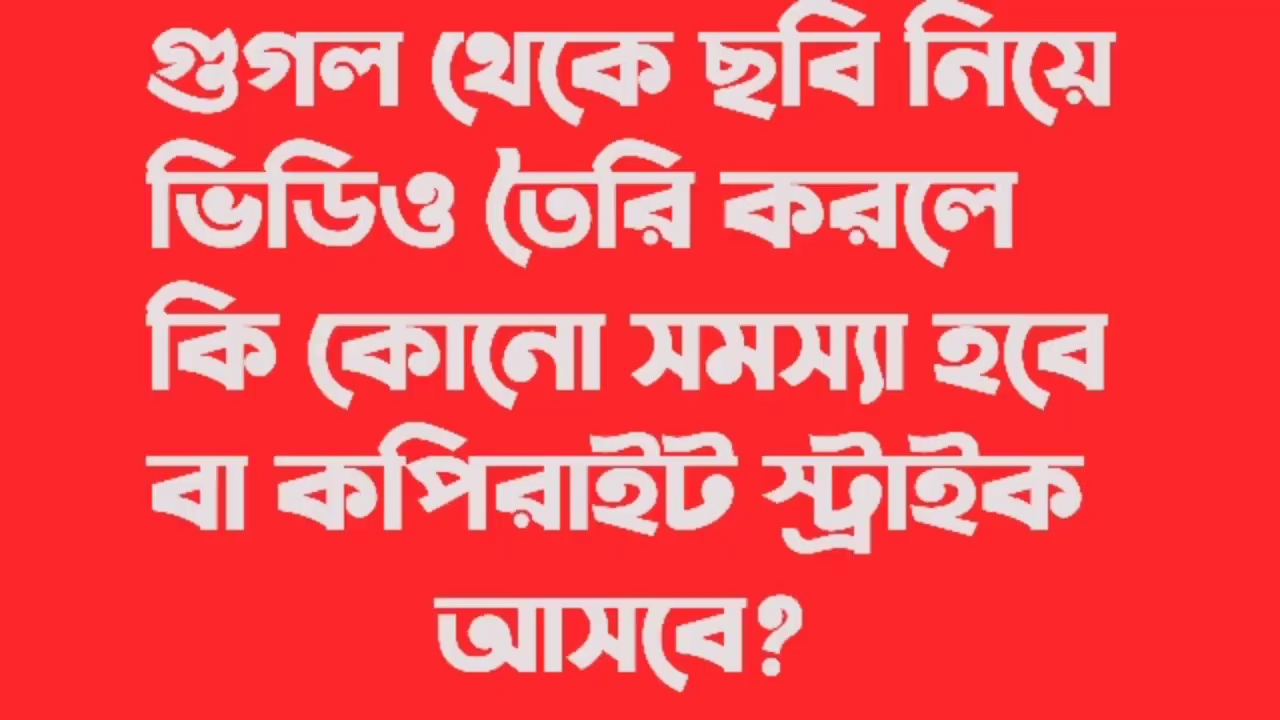 গুগল থেকে ছবি নিয়ে
ভিডিও তৈরি করলে
কি কোনো সমস্যা হবে
বা কপিরাইট স্ট্রাইক
আসবে?